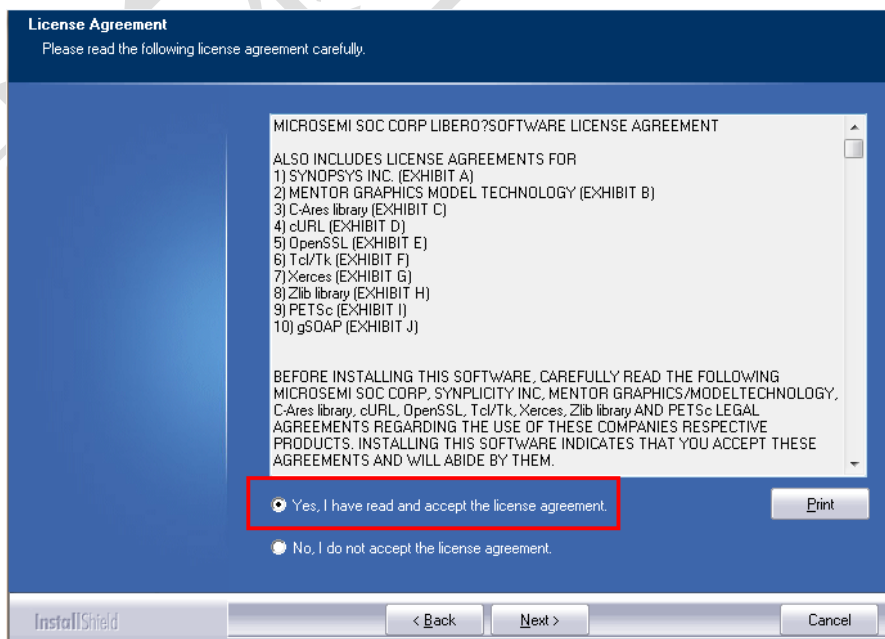 License Agreement
Please read the following license agreement carefully.
MICROSEMI SOC CORP LIBERO?SOFTWARE LICENSE AGREEMENT
ALSO INCLUDES LICENSE AGREEMENTS FOR
1) SYNOPSYS INC. (EXHIBIT A)
2) MENTOR GRAPHICS MODEL TECHNOLOGY (EXHIBIT B)
3) C-Ares library (EXHIBIT C)
4) cURL (EXHIBIT D)
5) OpenSSL (EXHIBIT E)
6) Tcl/Tk (EXHIBIT F)
7) Xerces (EXHIBIT G)
8) Zlib library (EXHIBIT H)
9) PETSc (EXHIBIT I)
10) gSOAP (EXHIBIT J)
BEFORE INSTALLING THIS SOFTWARE, CAREFULLY READ THE FOLLOWING
MICROSEMI SOC CORP, SYNPLICITY INC, MENTOR GRAPHICS/MODELTECHNOLOGY,
C-Ares library, cURL, OpenSSL, Tcl/Tk, Xerces, Zlib library AND PETSc LEGAL
AGREEMENTS REGARDING THE USE OF THESE COMPANIES RESPECTIVE
PRODUCTS. INSTALLING THIS SOFTWARE INDICATES THAT YOU ACCEPT THESE
AGREEMENTS AND WILL ABIDE BY THEM.
Yes, I have read and accept the license agreement.
Print
No, I do not accept the license agreement.
InstallShield
< Back
Next >
Cancel